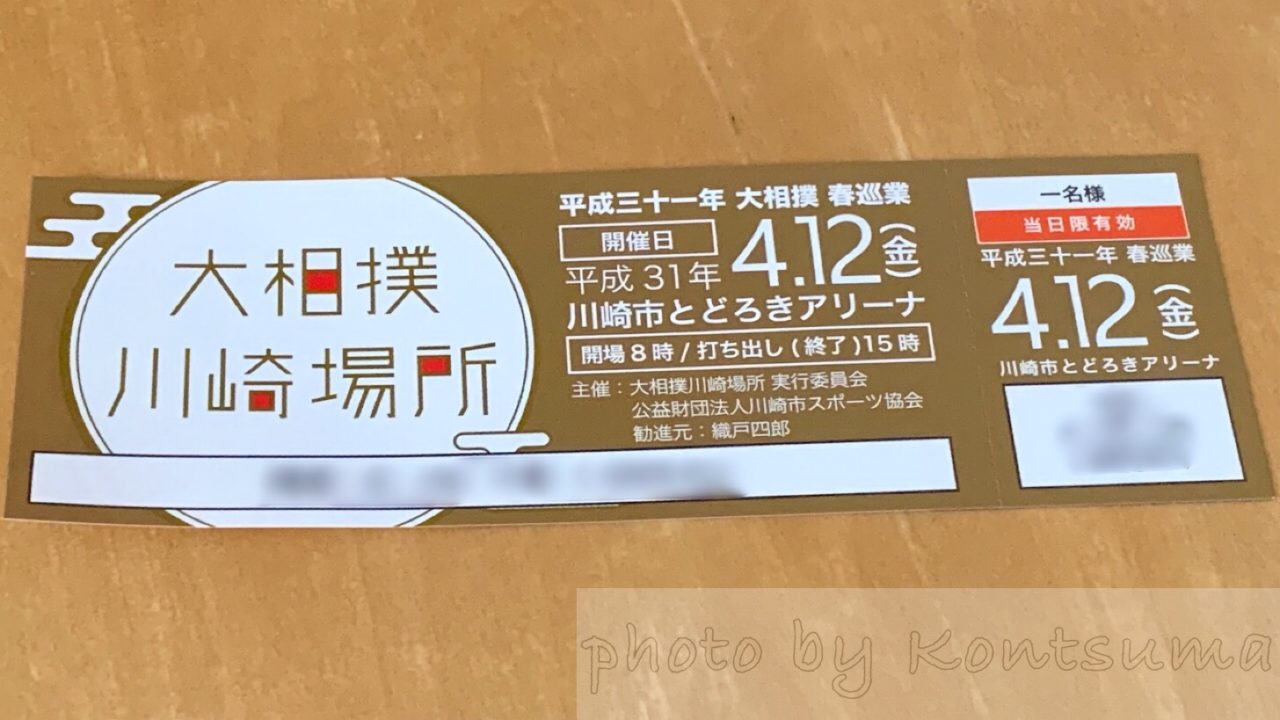 大相撲
川崎場所
平成三十一年 大相撲 春巡業
開催日
平成31年
4.12(金)
川崎市とどろきアリーナ
開場8時/打ち出し(終了)15時
主催:大相撲川崎場所 実行委員会
公益財団法人川崎市スポーツ協会
勧進元:織戸四郎
一名様
当日限有効
平成三十一年 春巡業
4.12(金)
川崎市とどろきアリーナ
photo by Kontsuma